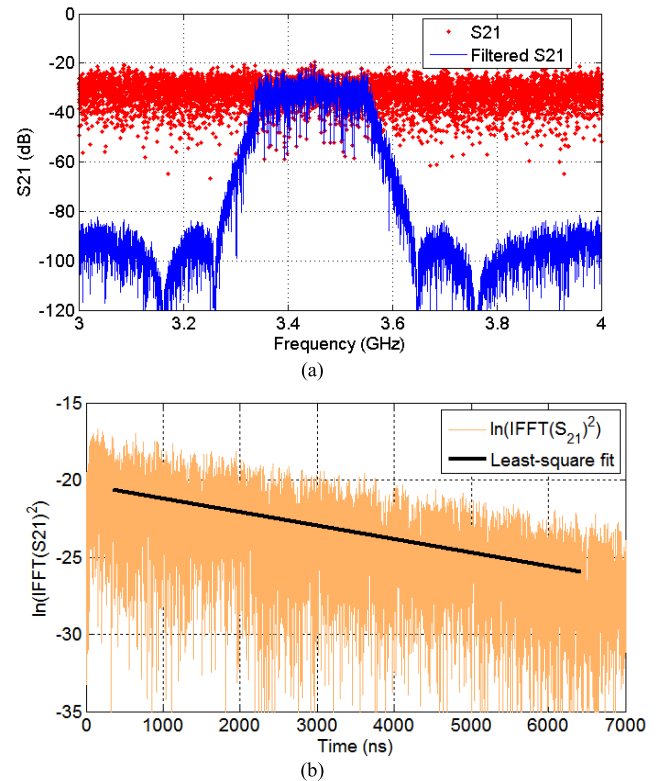 0
-20
-40
-60
-80
-100
-120
S21 (dB)
S21
Filtered S21
3 3.2 3.4 3.6 3.8 4
Frequency (GHz)
(a)
-15
-20
-25
-30
-35
ln(IFFT(S21)^2)
ln(IFFT(S_21)^2)
Least-square fit
0 1000 2000 3000 4000 5000 6000 7000
Time (ns)
(b)